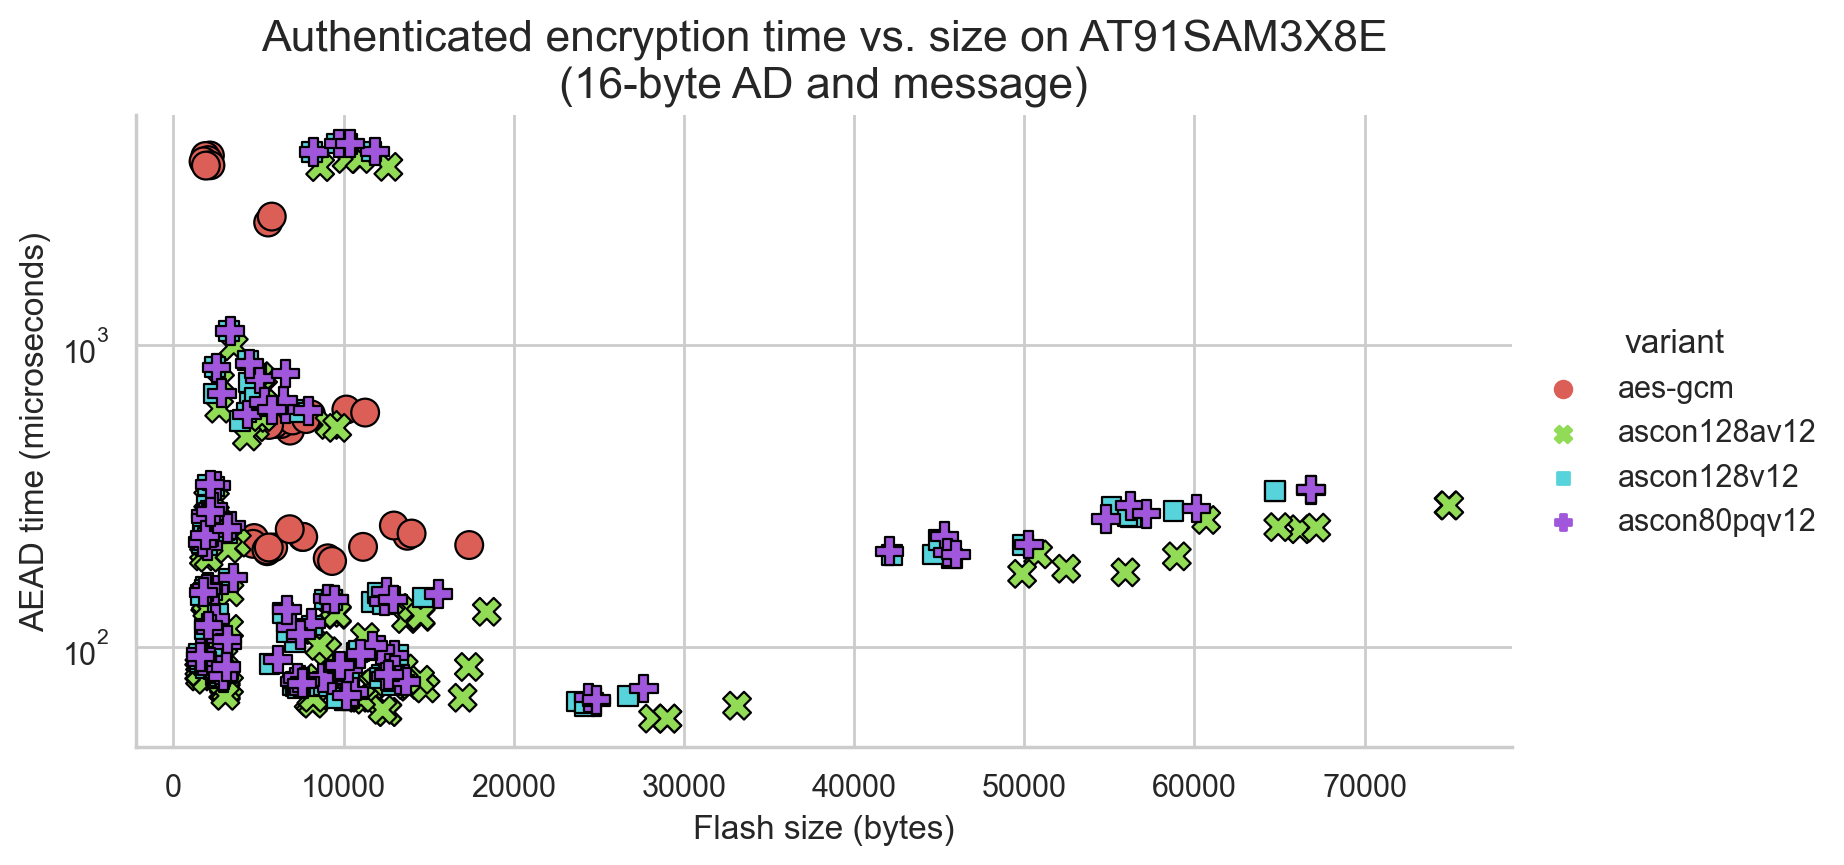 Authenticated encryption time vs. size on AT91SAM3X8E
(16-byte AD and message)
AEAD time (microseconds)
10³
10²
0 10000 20000 30000 40000 50000 60000 70000
Flash size (bytes)
variant
aes-gcm
ascon128av12
ascon128v12
ascon80pqv12